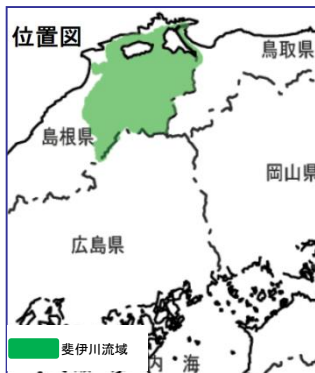 位置図
鳥取県
島根県
岡山県
広島県
斐伊川流域
内海